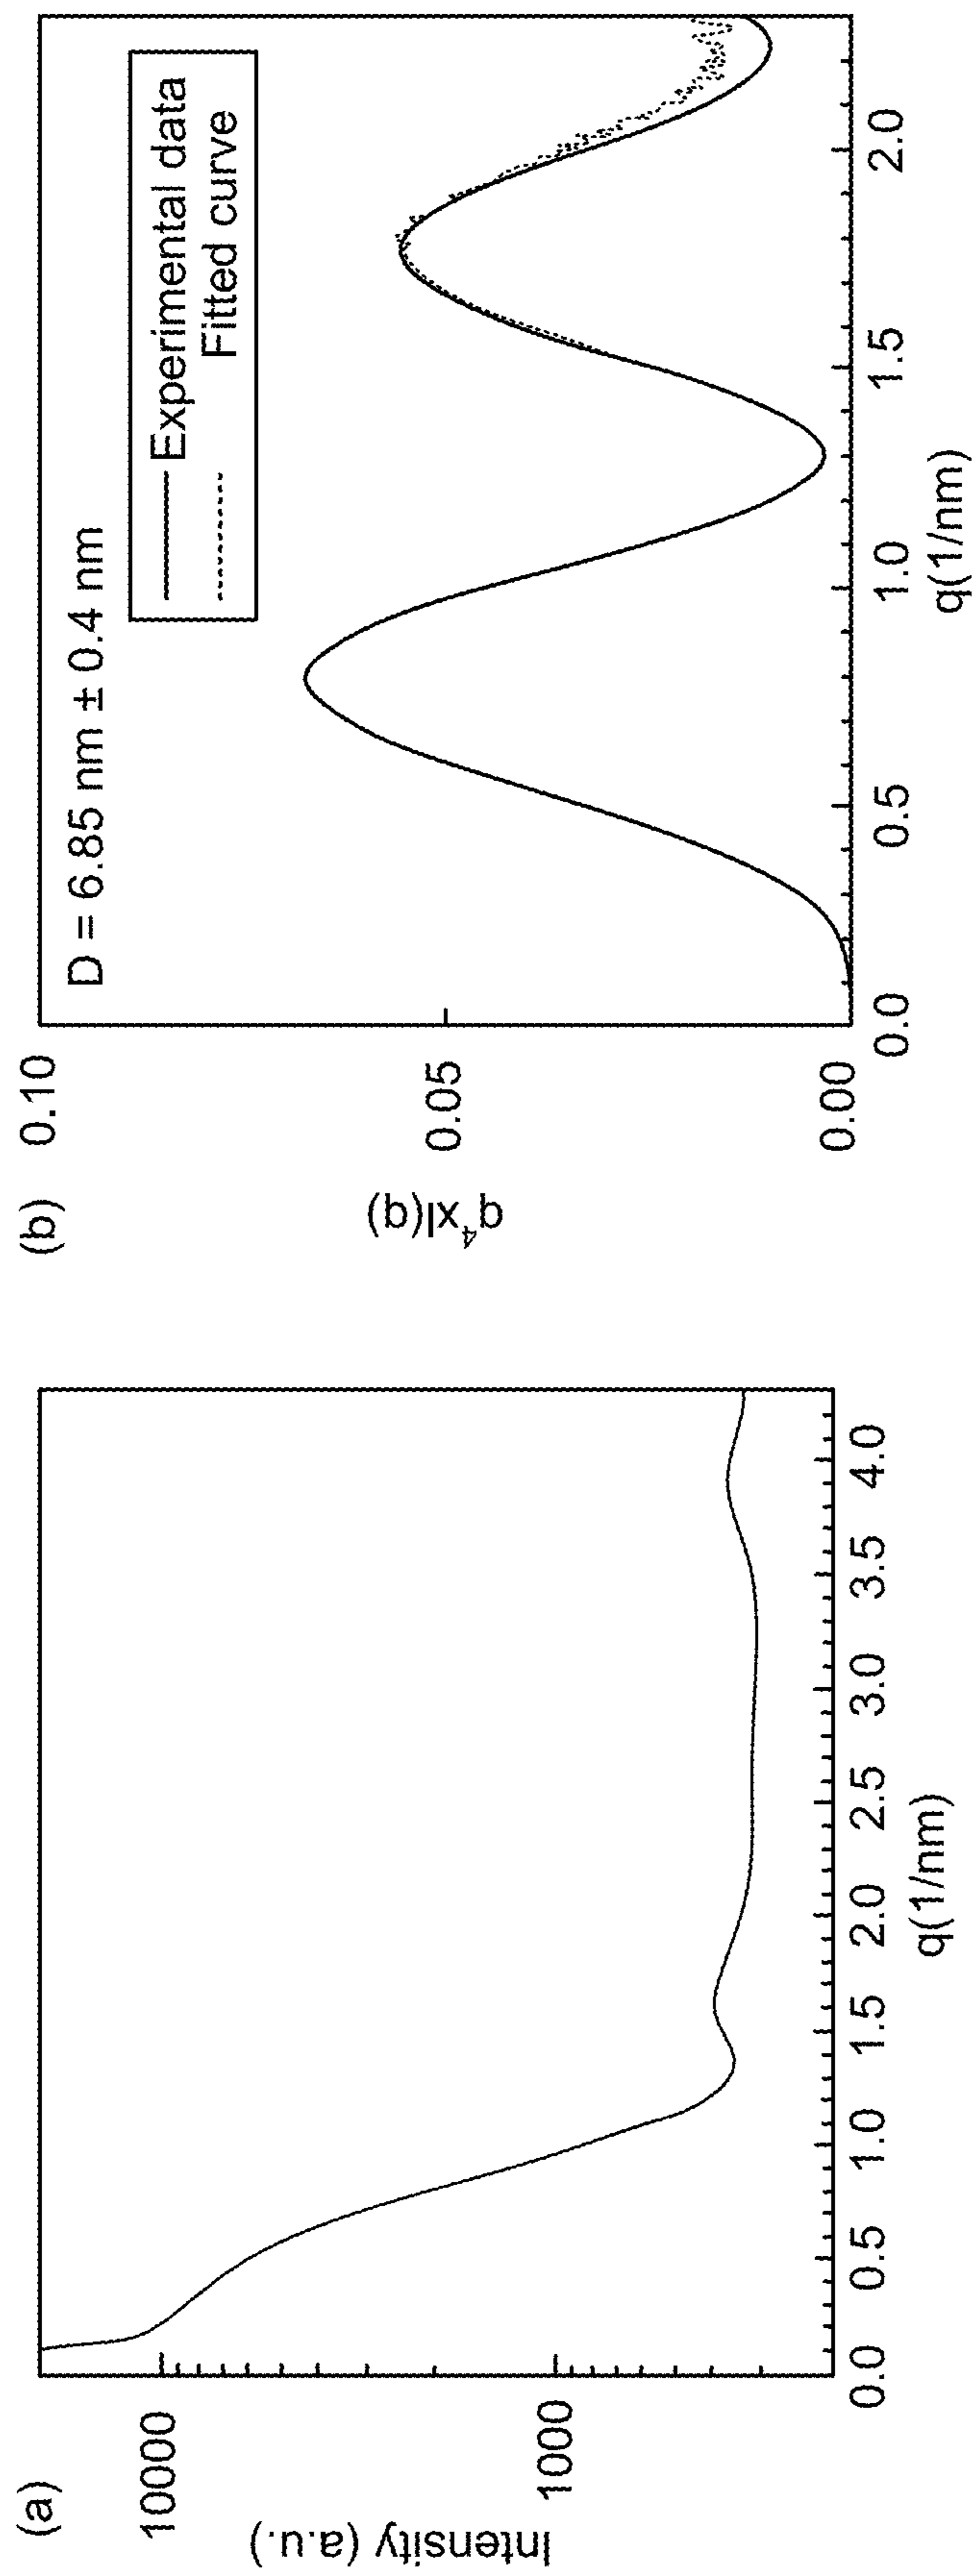 (a)
10000
1000
Intensity (a.u.)
0.0 0.5 1.0 1.5 2.0 2.5 3.0 3.5 4.0
q(1/nm)
(b)
0.10
0.05
0.00
q⁴xI(q)
D = 6.85 nm ± 0.4 nm
Experimental data
Fitted curve
0.0 0.5 1.0 1.5 2.0
q(1/nm)